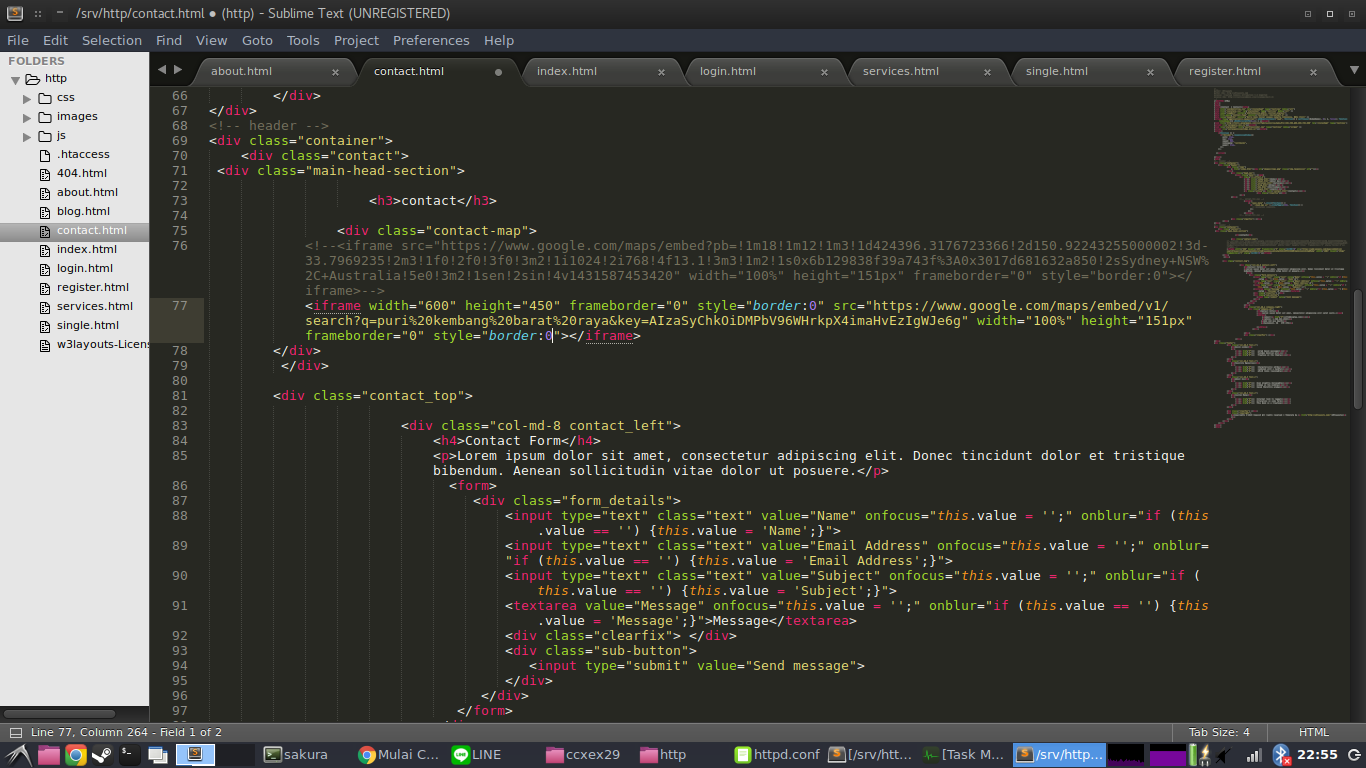 /srv/http/contact.html ● (http) - Sublime Text (UNREGISTERED)
File Edit Selection Find View Goto Tools Project Preferences Help
FOLDERS
http
css
images
js
.htaccess
404.html
about.html
blog.html
contact.html
index.html
login.html
register.html
services.html
single.html
w3layouts-Licens
about.html × contact.html ● index.html × login.html × services.html × single.html × register.html ×
66 </div>
67 </div>
68 <!-- header -->
69 <div class="container">
70 <div class="contact">
71 <div class="main-head-section">
72
73 <h3>contact</h3>
74
75 <div class="contact-map">
76 <!--<iframe src="https://www.google.com/maps/embed?pb=!1m18!1m12!1m3!1d424396.3176723366!2d150.92243255000002!3d-
33.7969235!2m3!1f0!2f0!3f0!3m2!1i1024!2i768!4f13.1!3m3!1m2!1s0x6b129838f39a743f%3A0x3017d681632a850!2sSydney+NSW%
2C+Australia!5e0!3m2!1sen!2sin!4v1431587453420" width="100%" height="151px" frameborder="0" style="border:0"></
iframe>-->
77 <iframe width="600" height="450" frameborder="0" style="border:0" src="https://www.google.com/maps/embed/v1/
search?q=puri%20kembang%20barat%20raya&key=AIzaSyChkOiDMPbV96WHrkpX4imaHvEzIgWJe6g" width="100%" height="151px"
frameborder="0" style="border:0"></iframe>
78 </div>
79 </div>
80
81 <div class="contact_top">
82
83 <div class="col-md-8 contact_left">
84 <h4>Contact Form</h4>
85 <p>Lorem ipsum dolor sit amet, consectetur adipiscing elit. Donec tincidunt dolor et tristique
bibendum. Aenean sollicitudin vitae dolor ut posuere.</p>
86 <form>
87 <div class="form_details">
88 <input type="text" class="text" value="Name" onfocus="this.value = '';" onblur="if (this
.value == '') {this.value = 'Name';}">
89 <input type="text" class="text" value="Email Address" onfocus="this.value = '';" onblur=
"if (this.value == '') {this.value = 'Email Address';}">
90 <input type="text" class="text" value="Subject" onfocus="this.value = '';" onblur="if (
this.value == '') {this.value = 'Subject';}">
91 <textarea value="Message" onfocus="this.value = '';" onblur="if (this.value == '') {this
.value = 'Message';}">Message</textarea>
92 <div class="clearfix"> </div>
93 <div class="sub-button">
94 <input type="submit" value="Send message">
95 </div>
96 </div>
97 </form>
Line 77, Column 264 - Field 1 of 2 Tab Size: 4 HTML
sakura Mulai C... LINE ccxex29 http httpd.conf [/srv/htt... [Task M... /srv/http... 22:55